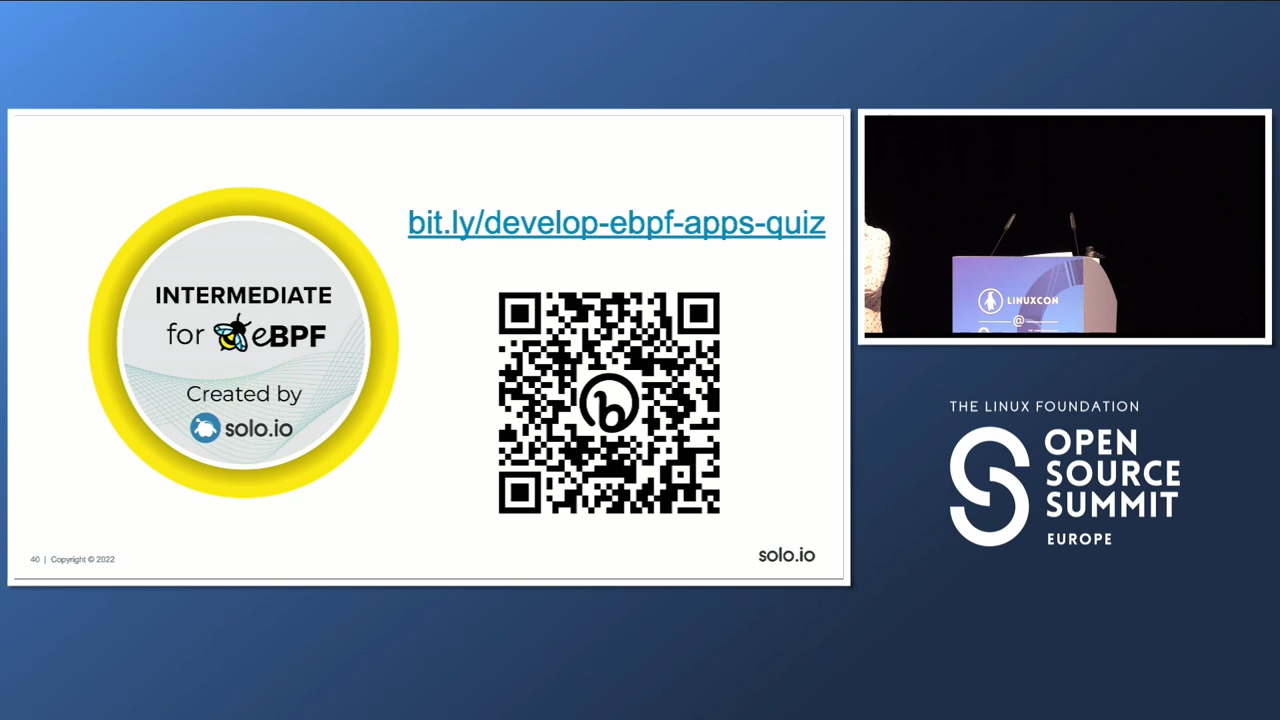 bit.ly/develop-ebpf-apps-quiz
INTERMEDIATE
for eBPF
Created by
solo.io
40 | Copyright © 2022
solo.io
LINUXCON
@
THE LINUX FOUNDATION
OPEN
SOURCE
SUMMIT
EUROPE